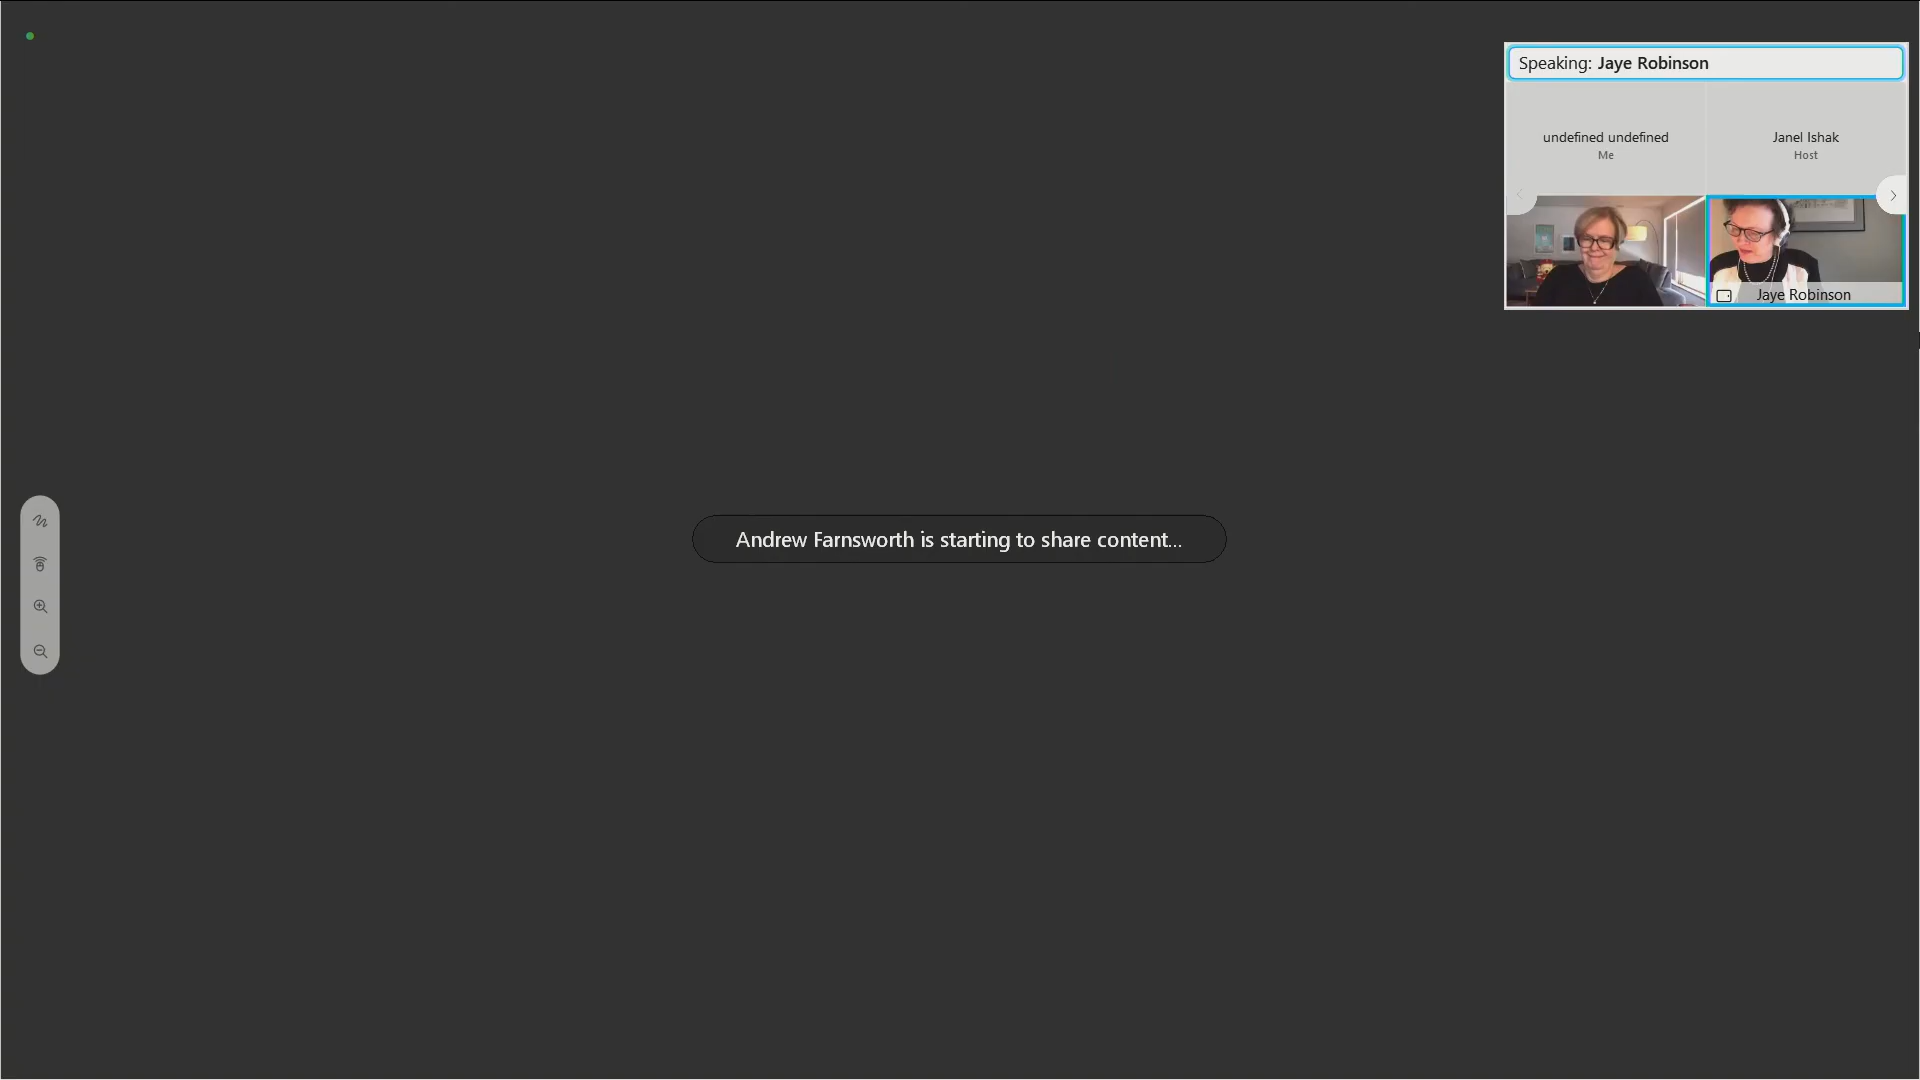 Speaking: Jaye Robinson
undefined undefined
Me
Janel Ishak
Host
Jaye Robinson
Andrew Farnsworth is starting to share content...